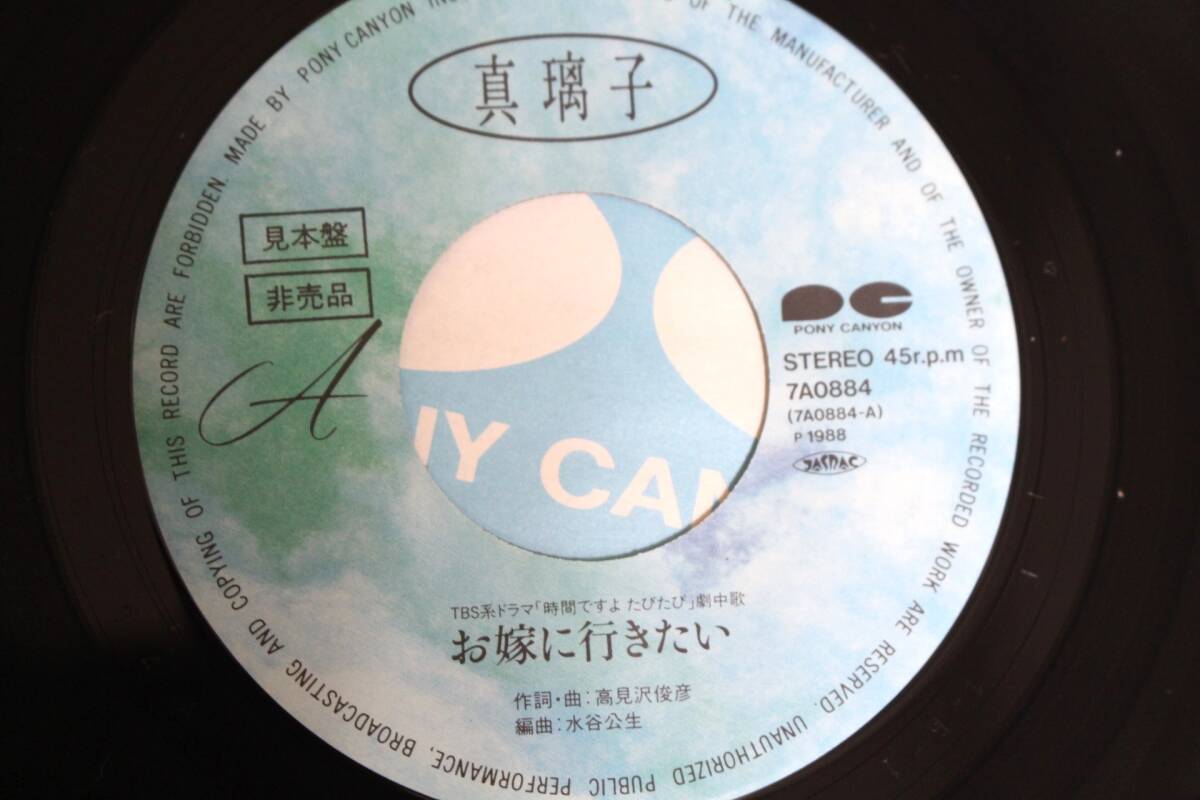 真璃子
見本盤
非売品
A
PONY CANYON
STEREO 45r.p.m
7A0884
(7A0884-A)
P 1988
JASRAC
NY CAN
TBS系ドラマ「時間ですよ たびたび」劇中歌
お嫁に行きたい
作詞・曲：高見沢俊彦
編曲：水谷公生
OF THE MANUFACTURER AND OF THE OWNER OF THE RECORDED WORK ARE RESERVED. UNAUTHORIZED PUBLIC PERFORMANCE, BROADCASTING AND COPYING OF THIS RECORD ARE FORBIDDEN. MADE BY PONY CANYON